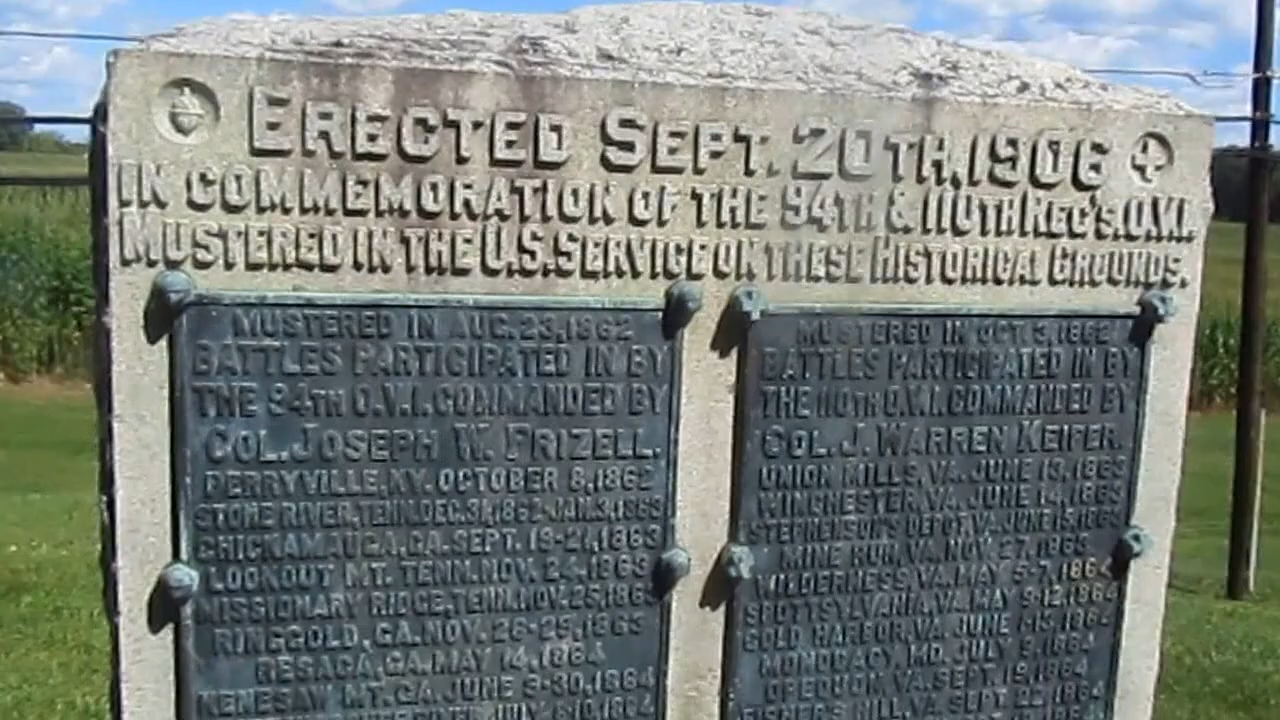 ERECTED SEPT. 20TH, 1906
IN COMMEMORATION OF THE 94TH & 110TH REG'S. O.V.I.
MUSTERED IN THE U.S. SERVICE ON THESE HISTORICAL GROUNDS.
MUSTERED IN AUG. 23, 1862
BATTLES PARTICIPATED IN BY
THE 94TH O.V.I. COMMANDED BY
COL. JOSEPH W. FRIZELL.
PERRYVILLE, KY. OCTOBER 8, 1862
STONE RIVER, TENN. DEC. 31, 1862-JAN. 3, 1863
CHICKAMAUGA, GA. SEPT. 19-21, 1863
LOOKOUT MT. TENN. NOV. 24, 1863
MISSIONARY RIDGE, TENN. NOV. 25, 1863
RINGGOLD, GA. NOV. 1863
RESACA, GA. MAY 14, 1864
KENESAW MT. GA. JUNE 9-30, 1864
MUSTERED IN OCT 3, 1862
BATTLES PARTICIPATED IN BY
THE 110TH O.V.I. COMMANDED BY
COL. J. WARREN KEIFER.
UNION MILLS, VA. JUNE 13, 1863
WINCHESTER, VA. JUNE 14, 1863
STEPHENSON'S DEPOT, VA. JUNE 15, 1863
MINE RUN, VA. NOV. 27, 1863
WILDERNESS, VA. MAY 5-7, 1864
SPOTTSYLVANIA, VA. MAY 9-12, 1864
COLD HARBOR, VA. JUNE 1-13, 1864
MONOCACY, MD. JULY 9, 1864
OPEQUON, VA. SEPT. 19, 1864
FISHERS HILL, VA. SEPT. 22, 1864